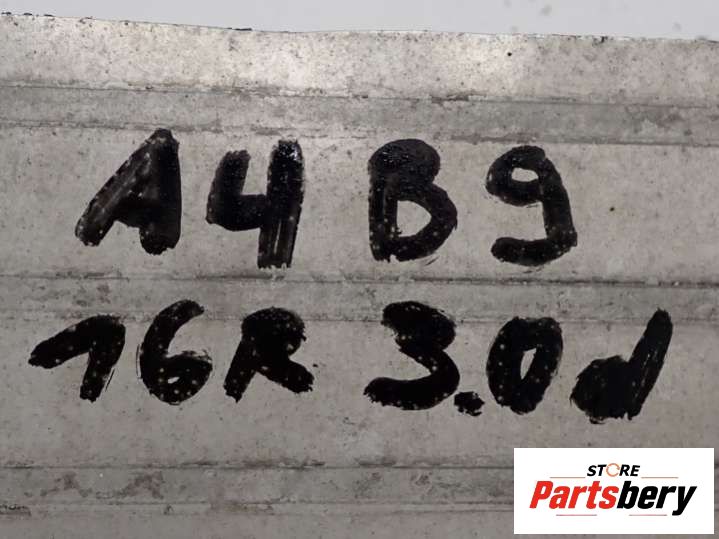 A4 B9
16R 3.0d
STORE
Partsbery